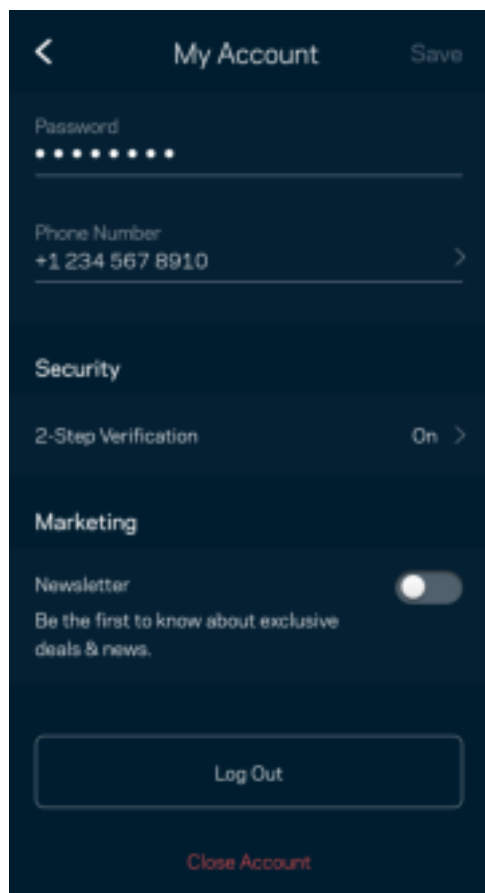 My Account
Save
Password
••••••••
Phone Number
+1 234 567 8910
Security
2-Step Verification
On
Marketing
Newsletter
Be the first to know about exclusive
deals & news.
Log Out
Close Account